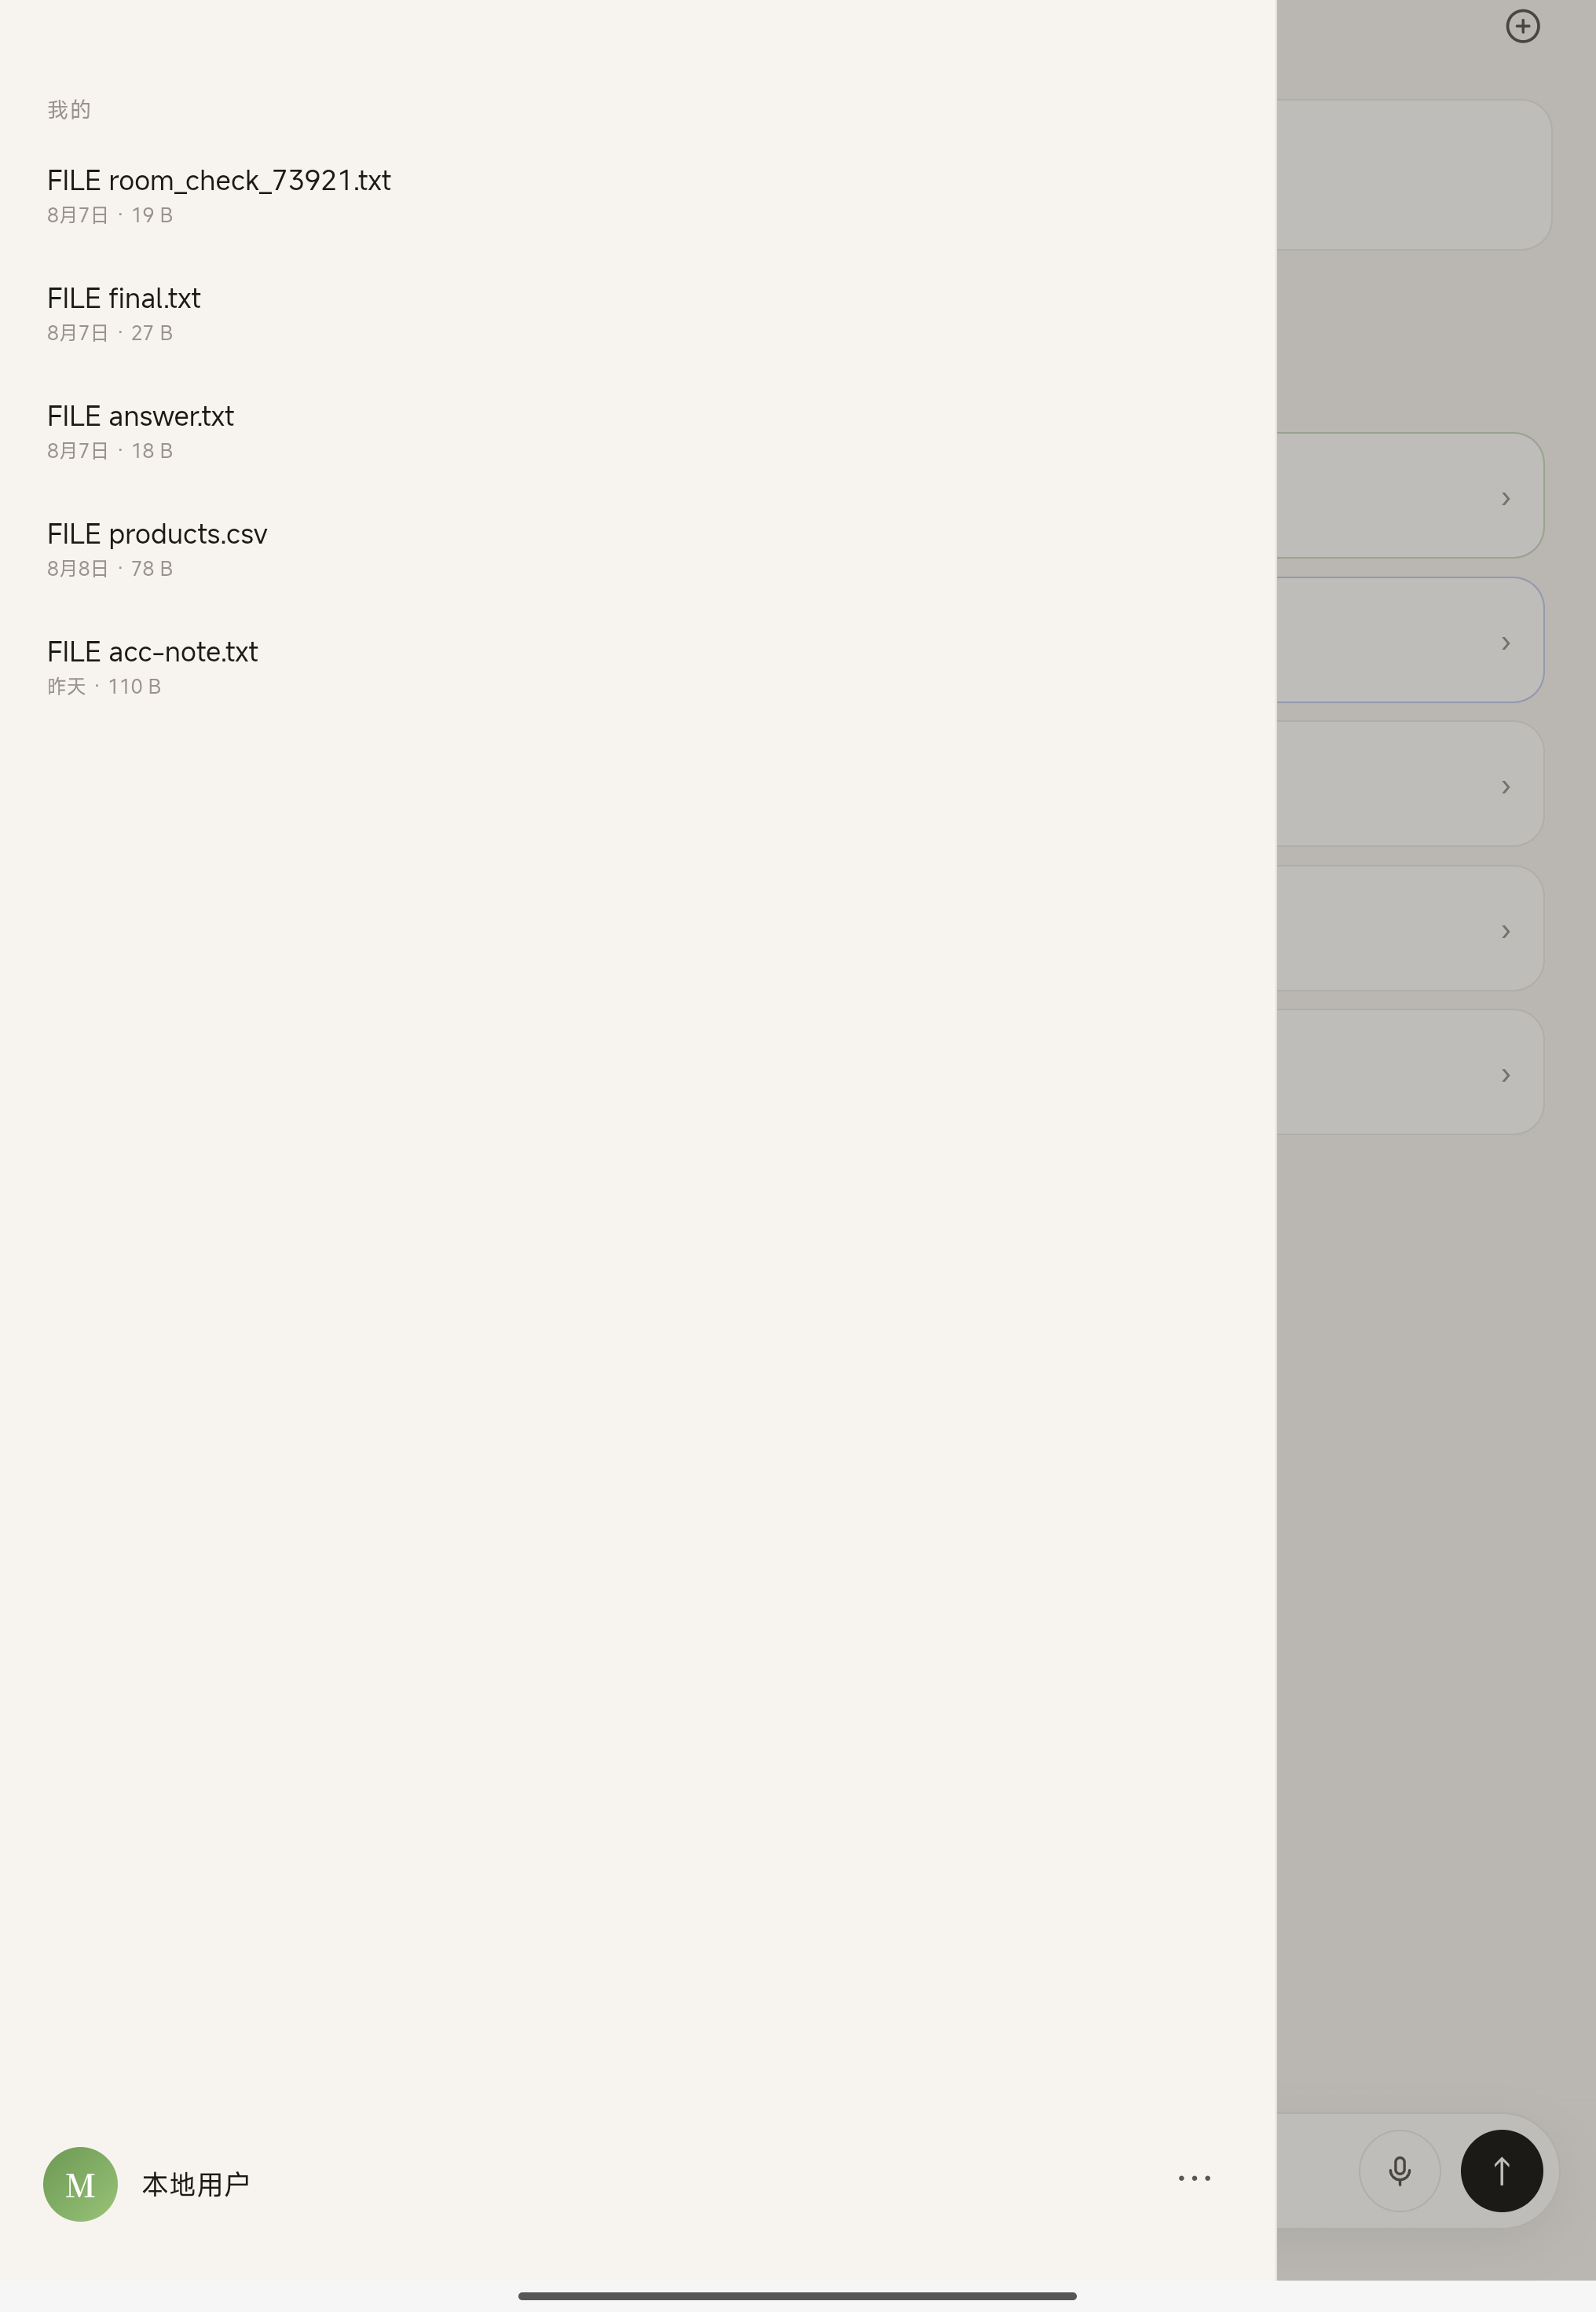 我的
FILE room_check_73921.txt
8月7日 · 19 B
FILE final.txt
8月7日 · 27 B
FILE answer.txt
8月7日 · 18 B
FILE products.csv
8月8日 · 78 B
FILE acc-note.txt
昨天 · 110 B
M 本地用户